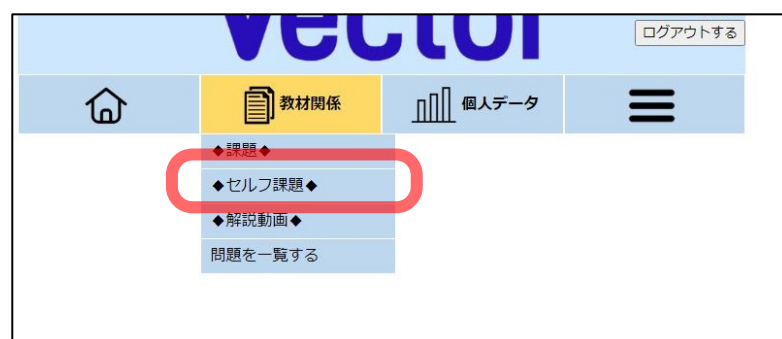 vector
ログアウトする
教材関係
個人データ
◆課題◆
◆セルフ課題◆
◆解説動画◆
問題を一覧する